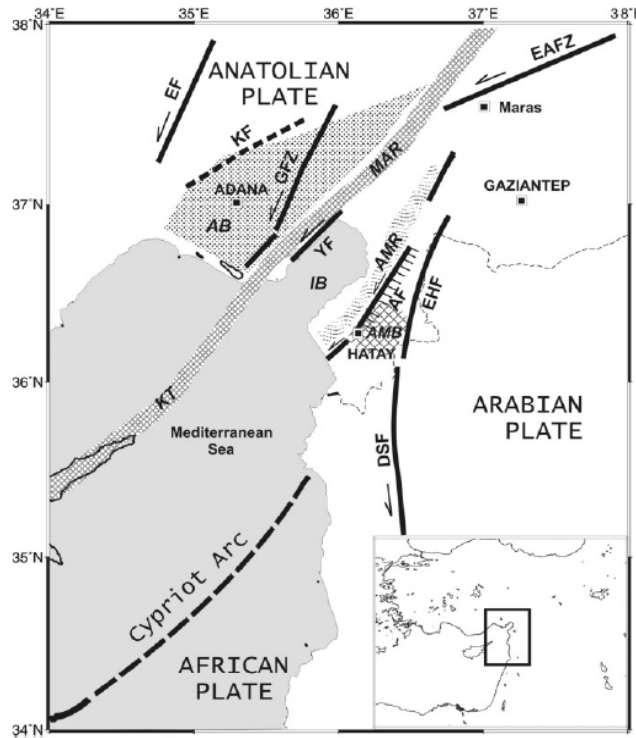 34°E 35°E 36°E 37°E 38°E
38°N
37°N
36°N
35°N
34°N
ANATOLIAN
PLATE
EF
KF
GFZ
MAR
EAFZ
Maras
ADANA
GAZIANTEP
AB
YF
IB
AMR
AF
EHF
AMB
HATAY
KT
Mediterranean
Sea
ARABIAN
PLATE
DSF
Cypriot Arc
AFRICAN
PLATE